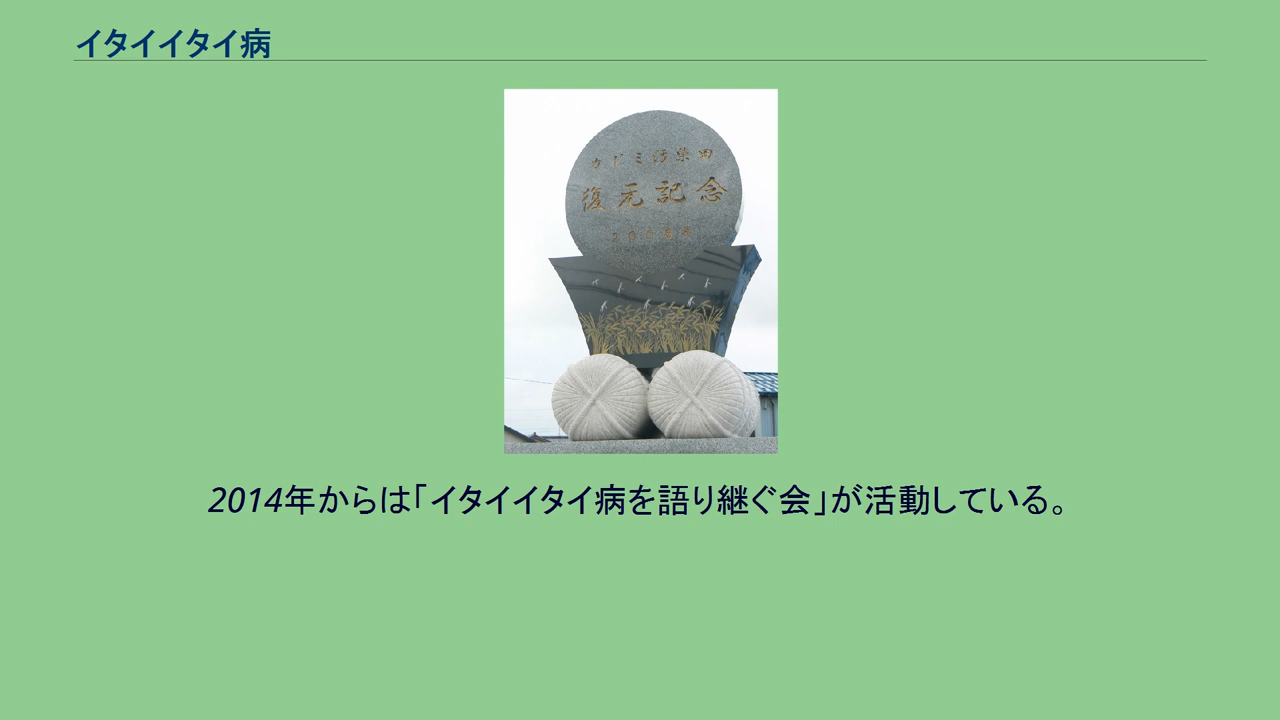 イタイイタイ病
カドミ汚染田
復元記念
2014年からは「イタイイタイ病を語り継ぐ会」が活動している。